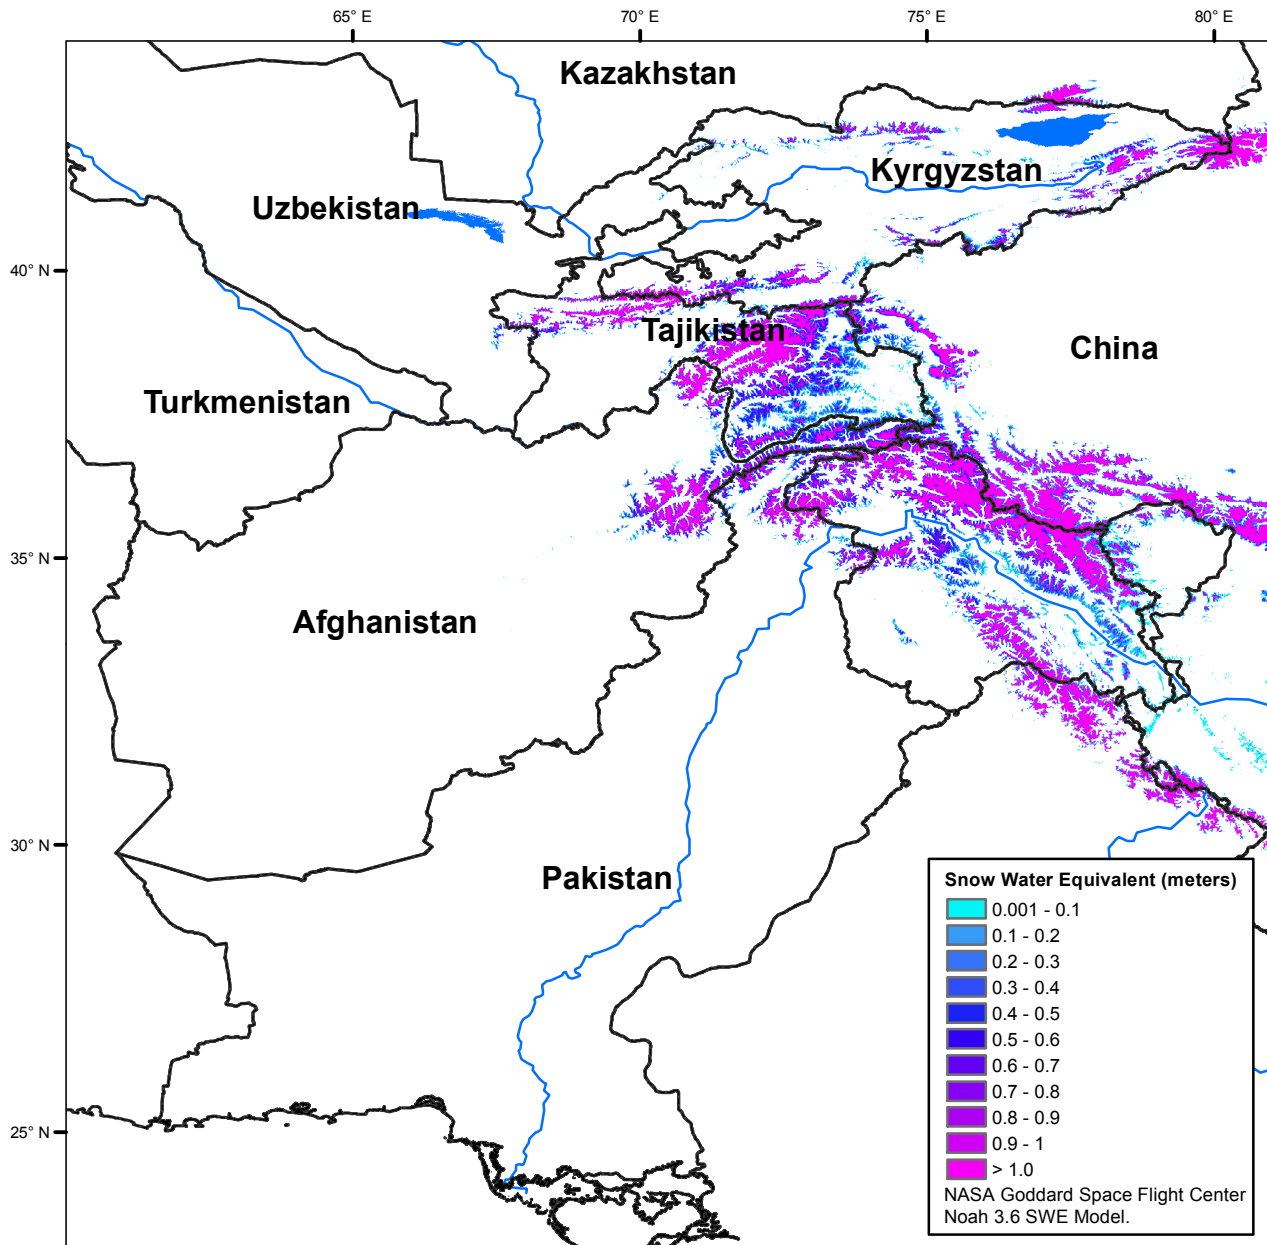 65° E
70° E
75° E
80° E
Kazakhstan
Kyrgyzstan
Uzbekistan
40° N
Tajikistan
China
Turkmenistan
35° N
Afghanistan
30° N
Pakistan
Snow Water Equivalent (meters)
0.001 - 0.1
0.1 - 0.2
0.2 - 0.3
0.3 - 0.4
0.4 - 0.5
0.5 - 0.6
0.6 - 0.7
0.7 - 0.8
0.8 - 0.9
0.9 - 1
> 1.0
25° N
NASA Goddard Space Flight Center
Noah 3.6 SWE Model.